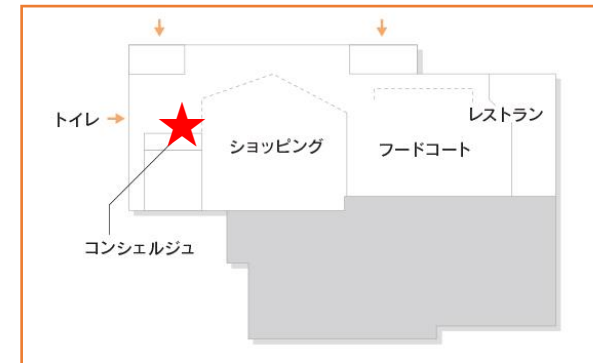 レストラン
トイレ
ショッピング
フードコート
コンシェルジュ